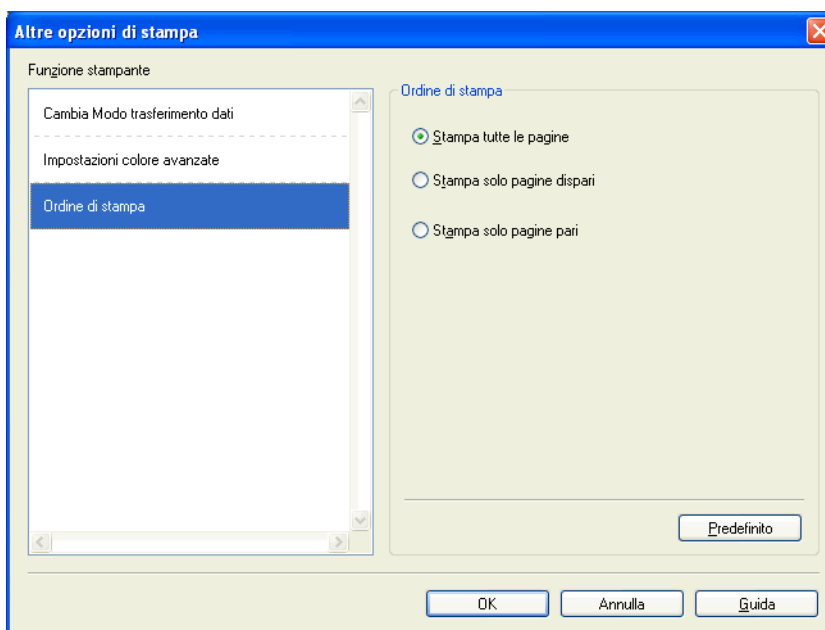 Altre opzioni di stampa
Funzione stampante
Cambia Modo trasferimento dati
Impostazioni colore avanzate
Ordine di stampa
Ordine di stampa
Stampa tutte le pagine
Stampa solo pagine dispari
Stampa solo pagine pari
Predefinito
OK
Annulla
Guida